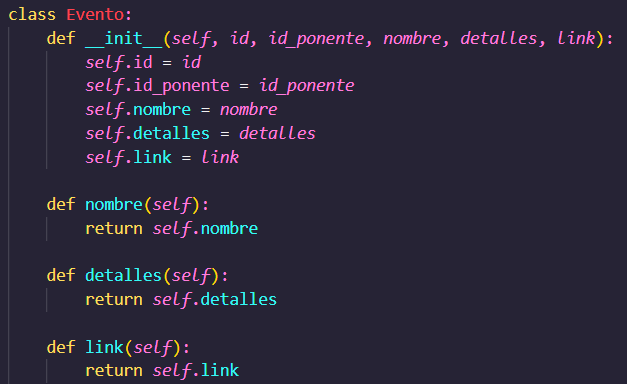 class Evento:
    def __init__(self, id, id_ponente, nombre, detalles, link):
        self.id = id
        self.id_ponente = id_ponente
        self.nombre = nombre
        self.detalles = detalles
        self.link = link

    def nombre(self):
        return self.nombre

    def detalles(self):
        return self.detalles

    def link(self):
        return self.link